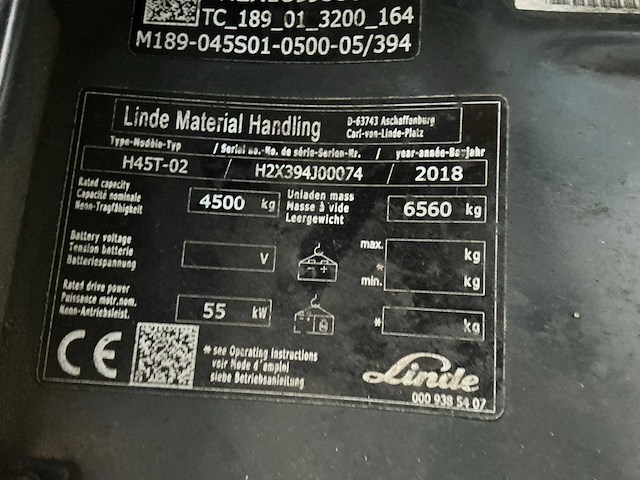 TC_189_01_3200_164
M189-045S01-0500-05/394
Linde Material Handling
D-63743 Aschaffenburg
Carl-von-Linde-Platz
Type-Modèle-Typ / Serial no.-No. de série-Serien-Nr. / year-année-Baujahr
H45T-02 / H2X394J00074 / 2018
Rated capacity
Capacité nominale
Nenn-Tragfähigkeit
4500 kg
Unladen mass
Masse à vide
Leergewicht
6560 kg
Battery voltage
Tension batterie
Batteriespannung
V
max. kg
*
min. kg
Rated drive power
Puissance motr.nom.
Nenn-Antriebsleist.
55 kW
* kg
CE
* see Operating Instructions
voir Mode d'emploi
siehe Betriebsanleitung
Linde
000 938 54 07